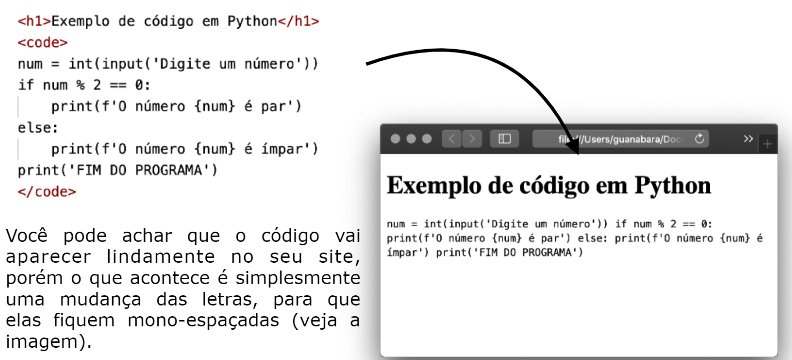 <h1>Exemplo de código em Python</h1>
<code>
num = int(input('Digite um número'))
if num % 2 == 0:
    print(f'O número {num} é par')
else:
    print(f'O número {num} é ímpar')
print('FIM DO PROGRAMA')
</code>
Você pode achar que o código vai
aparecer lindamente no seu site,
porém o que acontece é simplesmente
uma mudança das letras, para que
elas fiquem mono-espaçadas (veja a
imagem).
file:///Users/guanabara/Doc
Exemplo de código em Python
num = int(input('Digite um número')) if num % 2 == 0:
print(f'O número {num} é par') else: print(f'O número {num} é
ímpar') print('FIM DO PROGRAMA')